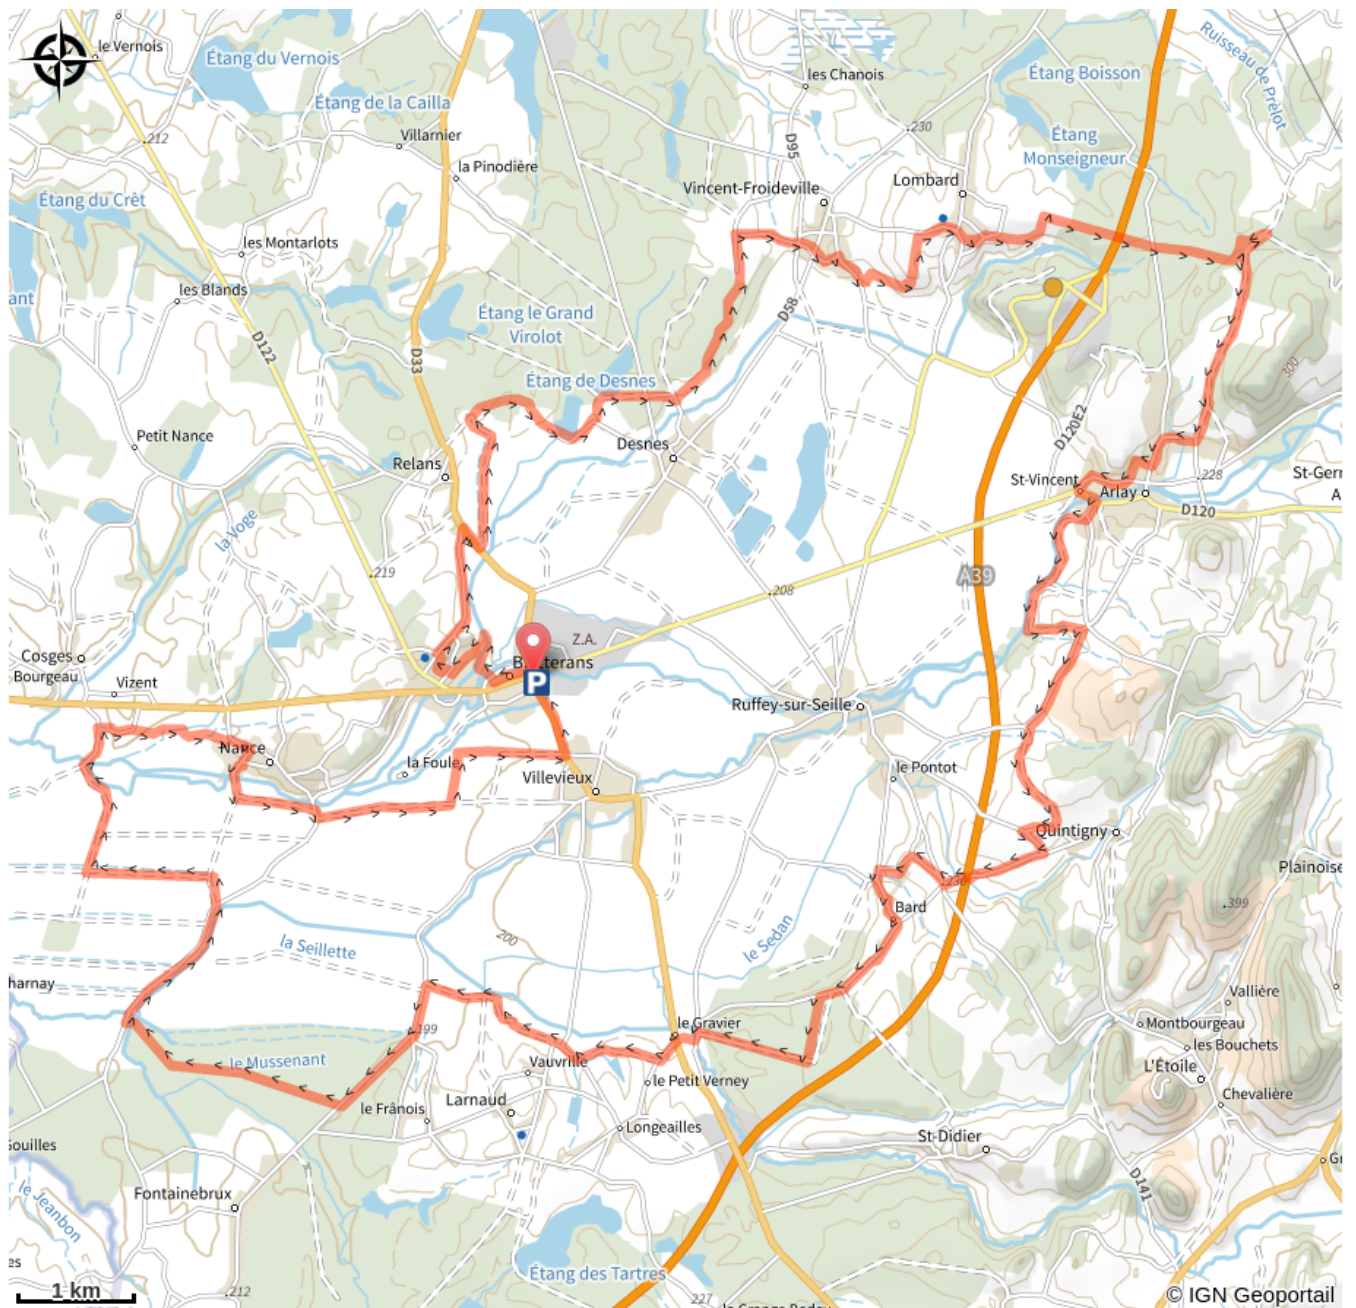 le Vernois
Étang du Vernois
Étang de la Cailla
.212
Villarnier
la Pinodière
Étang du Crêt
les Montarlots
les Blands
ant
D122
D33
Étang le Grand
Virolot
Étang de Desnes
Petit Nance
Relans
la Voge
.219
Desnes
D58
D95
les Chanois
.230
Vincent-Froideville
Lombard
Étang Boisson
Étang
Monseigneur
Ruisseau de Prélot
300
D120E2
St-Vincent
Arlay
.228
St-Ger
A
D120
A39
.208
Z.A.
P
Cosges
Bourgeau
Vizent
Nance
la Foule
Villevieux
Ruffey-sur-Seille
le Pontot
Quintigny
Plainoise
.230
Bard
.399
le Sedan
200
la Seillette
harnay
le Gravier
.199
le Mussenant
Vauvrille
le Petit Verney
Larnaud
le Frânois
Longeailles
Vallière
Montbourgeau
les Bouchets
L'Étoile
Chevalière
St-Didier
D141
Fontainebrux
le Jeanbon
es
.212
Étang des Tartres
227
1 km
© IGN Geoportail